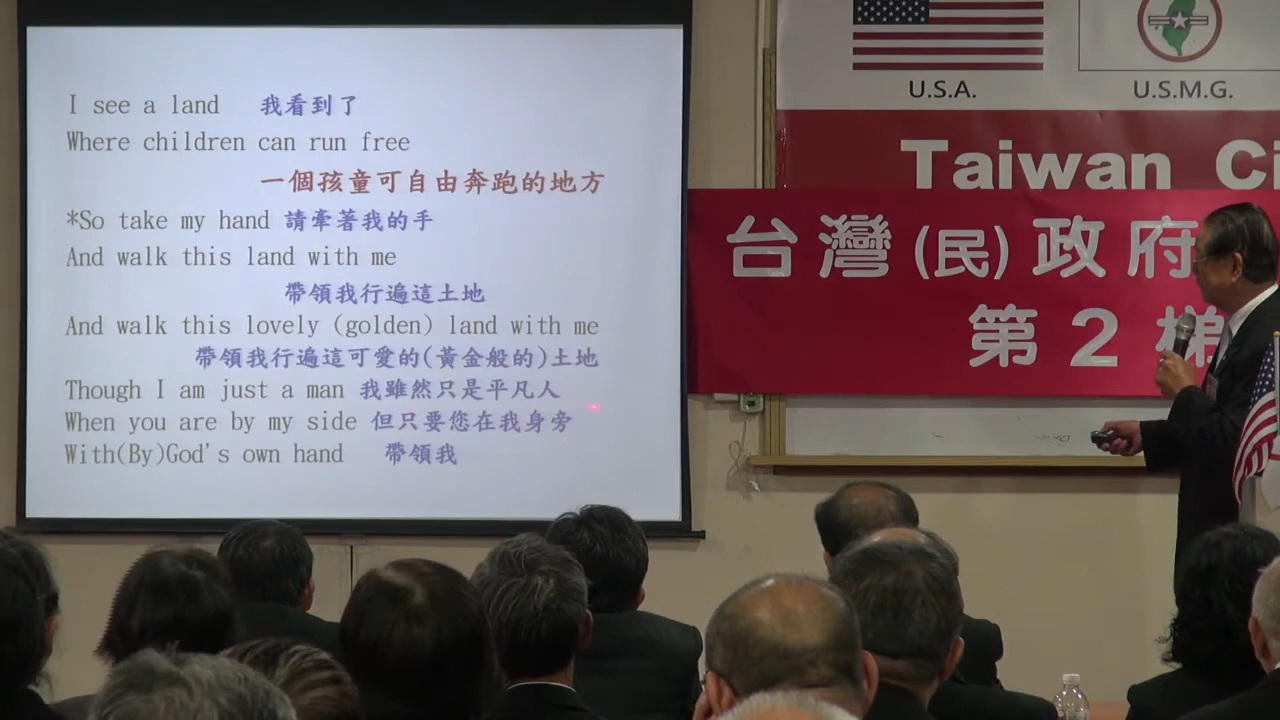 I see a land 我看到了
Where children can run free
一個孩童可自由奔跑的地方
*So take my hand 請牽著我的手
And walk this land with me
帶領我行遍這土地
And walk this lovely (golden) land with me
帶領我行遍這可愛的(黃金般的)土地
Though I am just a man 我雖然只是平凡人
When you are by my side 但只要您在我身旁
With(By)God's own hand 帶領我
U.S.A.
U.S.M.G.
Taiwan Ci
台灣(民)政府
第2梯